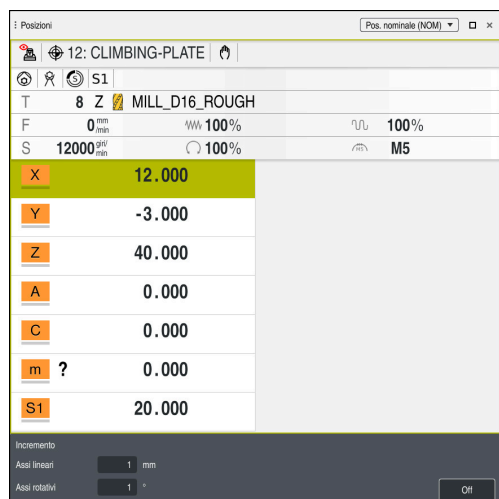 Posizioni Pos. nominale (NOM)
12: CLIMBING-PLATE
S S1
T 8 Z MILL_D16_ROUGH
F 0 mm/min 100% 100%
S 12000 giri/min 100% M5 M5
X 12.000
Y -3.000
Z 40.000
A 0.000
C 0.000
m ? 0.000
S1 20.000
Incremento
Assi lineari 1 mm
Assi rotativi 1 °
Off